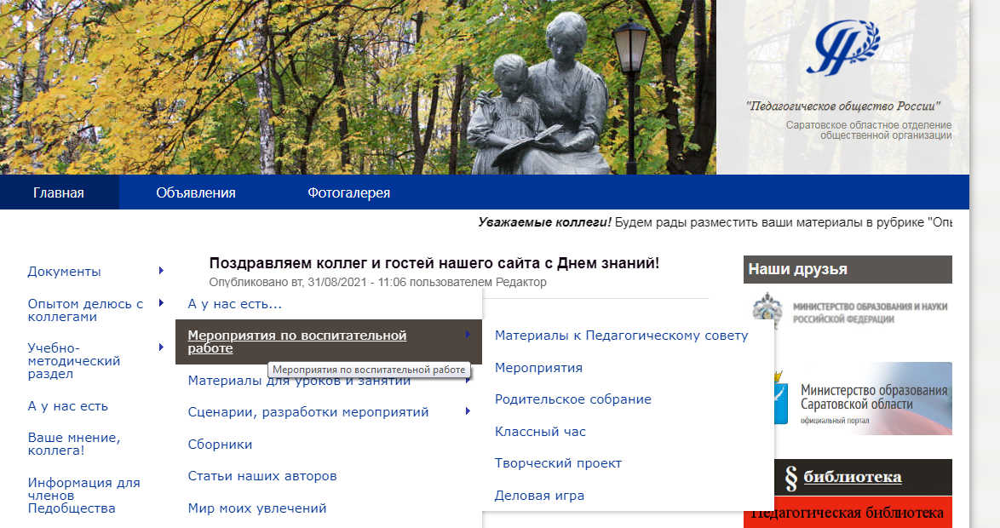 "Педагогическое общество России"
Саратовское областное отделение
общественной организации
Главная
Объявления
Фотогалерея
Уважаемые коллеги! Будем рады разместить ваши материалы в рубрике "Опы
Документы
Опытом делюсь с
коллегами
Учебно-
методический
раздел
А у нас есть
Ваше мнение,
коллега!
Информация для
членов
Педобщества
Поздравляем коллег и гостей нашего сайта с Днем знаний!
Опубликовано вт, 31/08/2021 - 11:06 пользователем Редактор
А у нас есть...
Мероприятия по воспитательной
работе
Мероприятия по воспитательной работе
Материалы для уроков и занятий
Сценарии, разработки мероприятий
Сборники
Статьи наших авторов
Мир моих увлечений
Материалы к Педагогическому совету
Мероприятия
Родительское собрание
Классный час
Творческий проект
Деловая игра
Наши друзья
МИНИСТЕРСТВО ОБРАЗОВАНИЯ И НАУКИ
РОССИЙСКОЙ ФЕДЕРАЦИИ
Министерство образования
Саратовской области
официальный портал
§ библиотека
Педагогическая библиотека